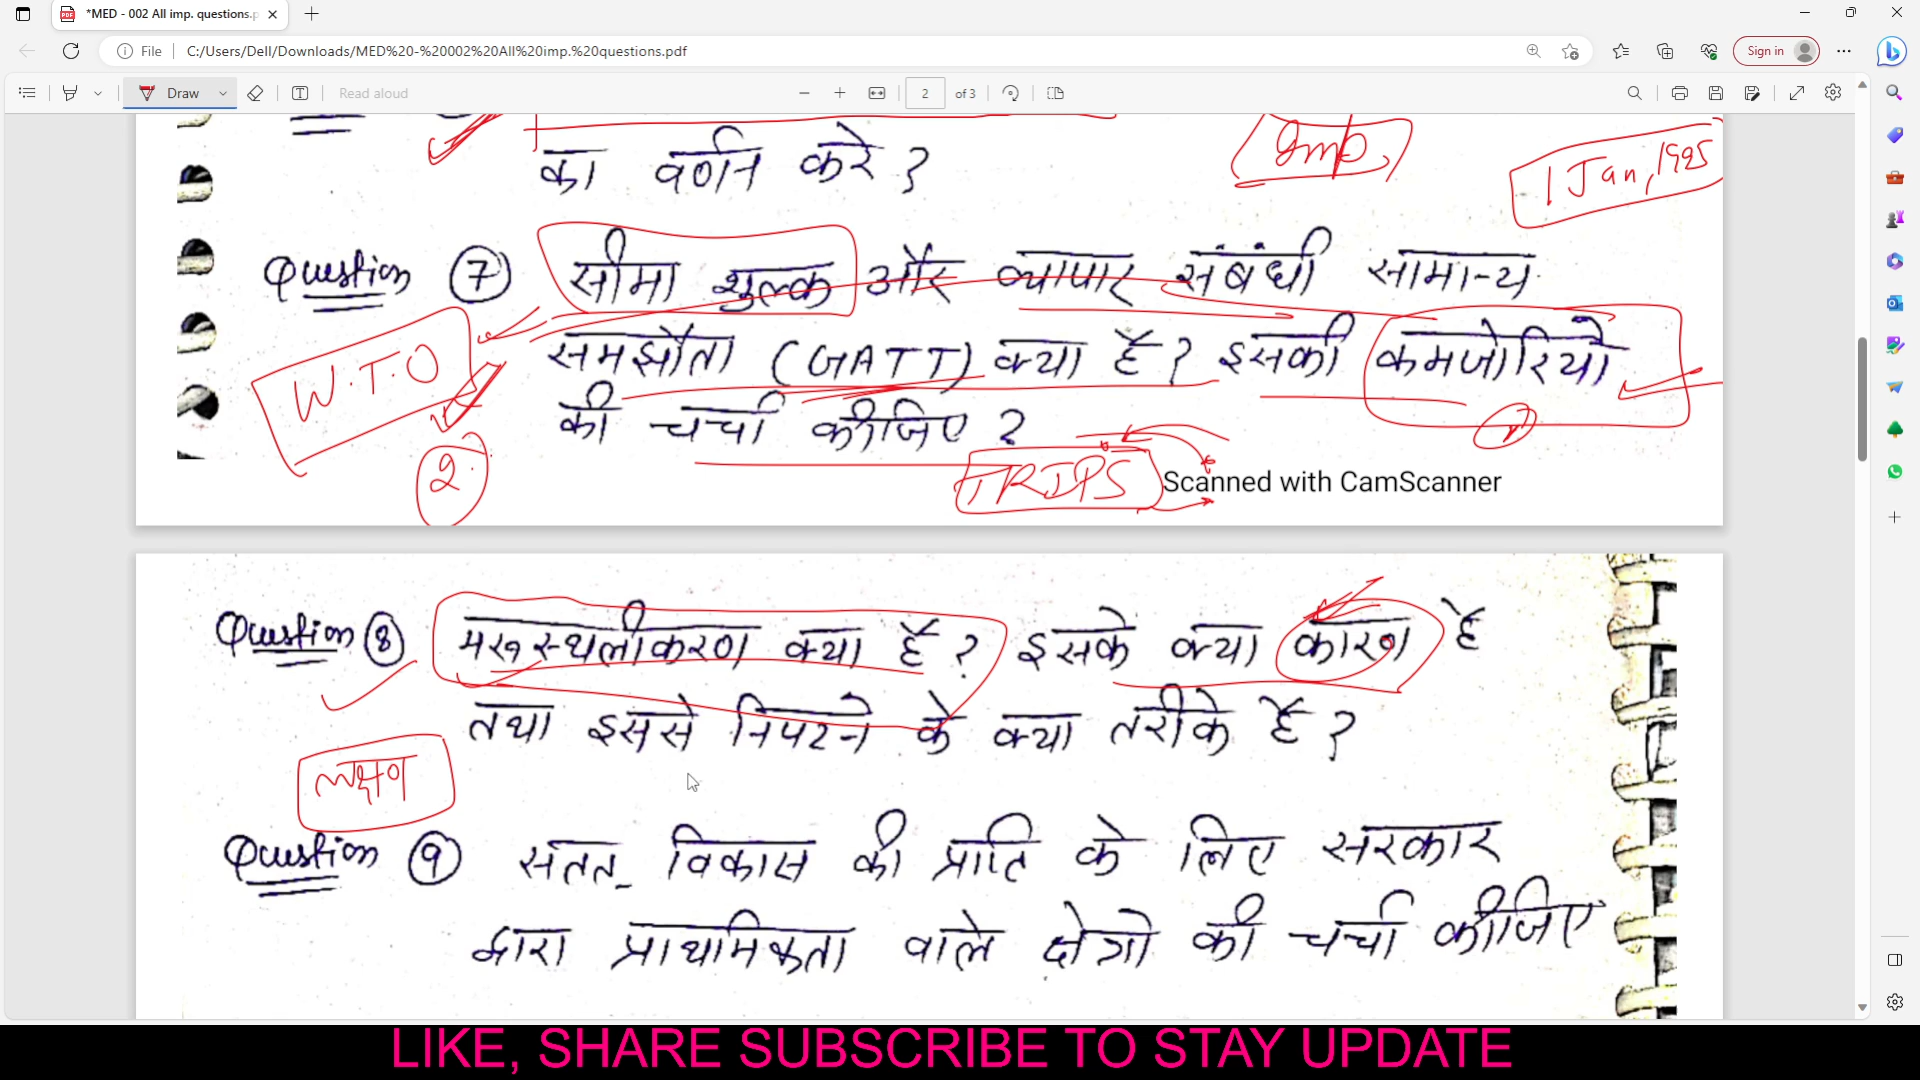 *MED - 002 All imp. questions.p
File C:/Users/Dell/Downloads/MED%20-%20002%20All%20imp.%20questions.pdf
Sign in
Draw Read aloud 2 of 3
का वर्णन करे ?
Imp
1 Jan, 1995
Question 7 सीमा शुल्क और व्यापार संबंधी सामान्य
समझौता (GATT) क्या है ? इसकी कमजोरियो
W.T.O
की चर्चा कीजिए ?
2
TRIPS
Scanned with CamScanner
Question 8 मरुस्थलीकरण क्या है ? इसके क्या कारण है
तथा इससे निपटने के क्या तरीके है ?
लक्षण
Question 9 सतत विकास की प्राप्ति के लिए सरकार
द्वारा प्राथमिकता वाले क्षेत्रो की चर्चा कीजिए
LIKE, SHARE SUBSCRIBE TO STAY UPDATE